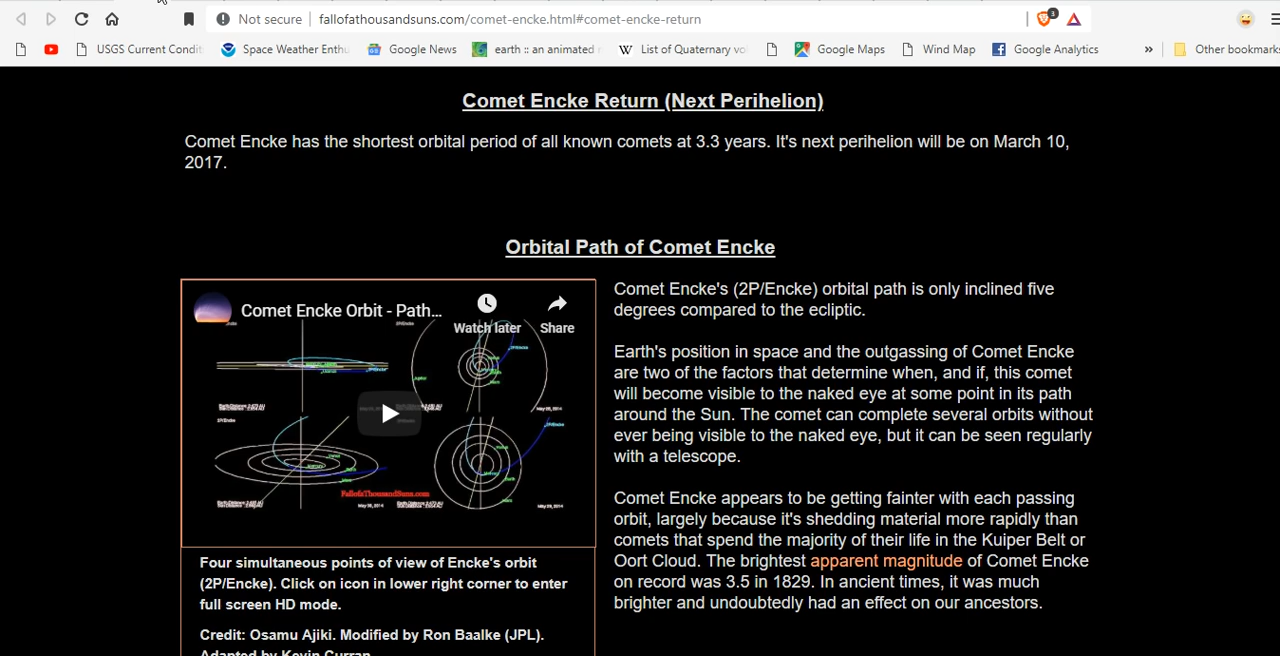 Not secure fallofathousandsuns.com/comet-encke.html#comet-encke-return 3
USGS Current Condit Space Weather Enthu Google News earth :: an animated List of Quaternary vo Google Maps Wind Map Google Analytics » Other bookmarks
Comet Encke Return (Next Perihelion)
Comet Encke has the shortest orbital period of all known comets at 3.3 years. It's next perihelion will be on March 10,
2017.
Orbital Path of Comet Encke
Comet Encke Orbit - Path...
Watch later Share
FallofaThousandSuns.com
Four simultaneous points of view of Encke's orbit
(2P/Encke). Click on icon in lower right corner to enter
full screen HD mode.
Credit: Osamu Ajiki. Modified by Ron Baalke (JPL).
Adapted by Kevin Curran.
Comet Encke's (2P/Encke) orbital path is only inclined five
degrees compared to the ecliptic.
Earth's position in space and the outgassing of Comet Encke
are two of the factors that determine when, and if, this comet
will become visible to the naked eye at some point in its path
around the Sun. The comet can complete several orbits without
ever being visible to the naked eye, but it can be seen regularly
with a telescope.
Comet Encke appears to be getting fainter with each passing
orbit, largely because it's shedding material more rapidly than
comets that spend the majority of their life in the Kuiper Belt or
Oort Cloud. The brightest apparent magnitude of Comet Encke
on record was 3.5 in 1829. In ancient times, it was much
brighter and undoubtedly had an effect on our ancestors.